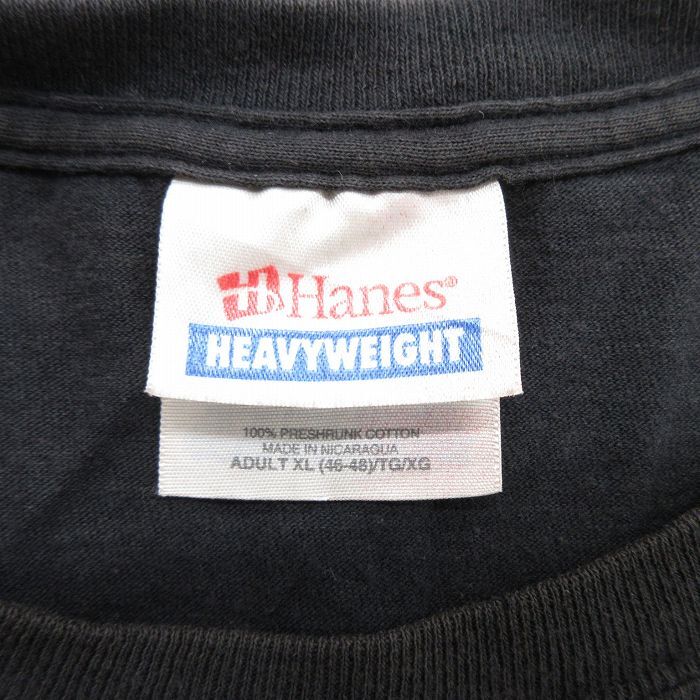 H Hanes®
HEAVYWEIGHT
100% PRESHRUNK COTTON
MADE IN NICARAGUA
ADULT XL (46-48)/TG/XG